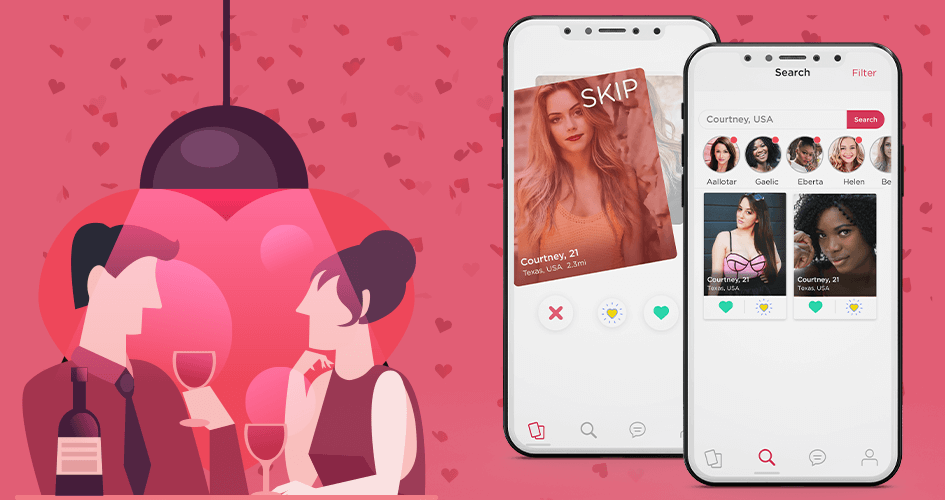 SKIP
Courtney, 21
Texas, USA 2.3mi
Search
Filter
Courtney, USA
Search
Aallotar
Gaelic
Eberta
Helen
Be
Courtney, 21
Texas, USA
Courtney, 21
Texas, USA